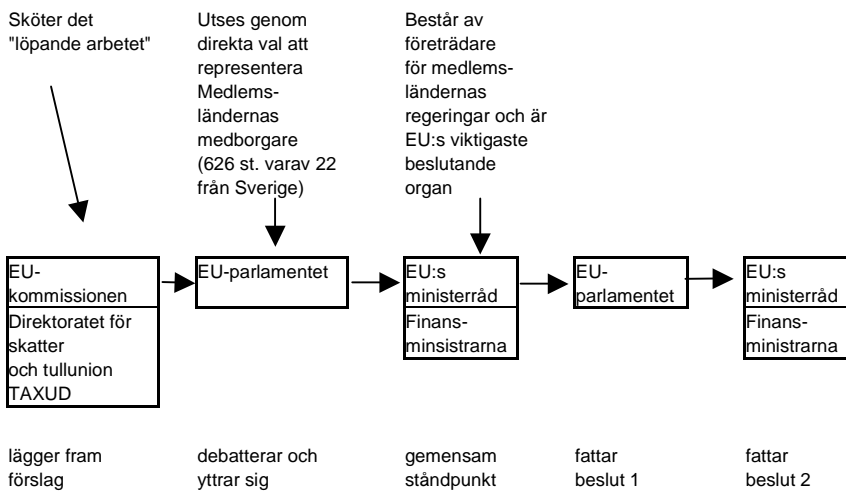 Sköter det
"löpande arbetet"
Utses genom
direkta val att
representera
Medlems-
ländernas
medborgare
(626 st. varav 22
från Sverige)
Består av
företrädare
för medlems-
ländernas
regeringar och är
EU:s viktigaste
beslutande
organ
EU-
kommissionen
Direktoratet för
skatter
och tullunion
TAXUD
EU-parlamentet
EU:s
ministerråd
Finans-
minsistrarna
EU-
parlamentet
EU:s
ministerråd
Finans-
ministrarna
lägger fram
förslag
debatterar och
yttrar sig
gemensam
ståndpunkt
fattar
beslut 1
fattar
beslut 2